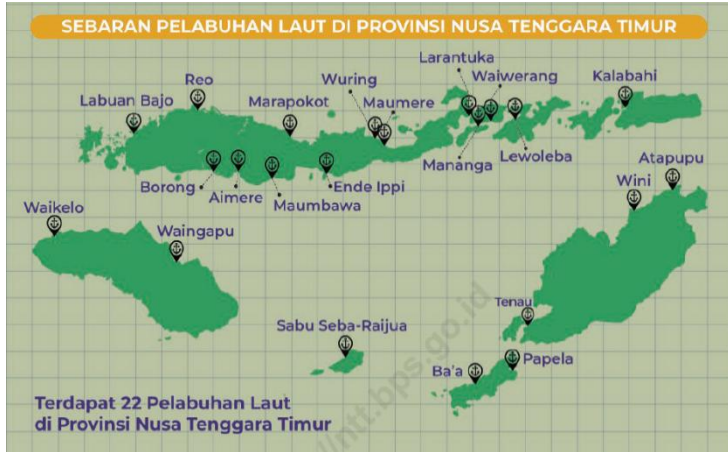 SEBARAN PELABUHAN LAUT DI PROVINSI NUSA TENGGARA TIMUR
Larantuka
Reo
Wuring
Waiwerang
Kalabahi
Labuan Bajo
Marapokot
Maumere
Mananga
Lewoleba
Atapupu
Borong
Ende Ippi
Wini
Aimere
Maumbawa
Waikelo
Waingapu
Tenau
Sabu Seba-Raijua
Ba'a
Papela
Terdapat 22 Pelabuhan Laut
di Provinsi Nusa Tenggara Timur
//ntt.bps.go.id